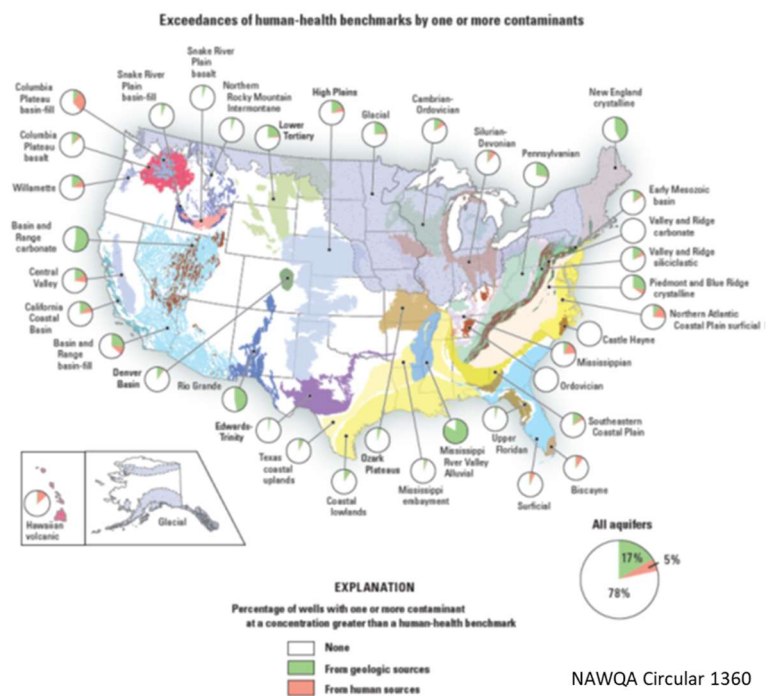 Exceedances of human-health benchmarks by one or more contaminants
Snake River
Plain
basalt
Snake River
Plain
basin-fill
Northern
Rocky Mountain
Intermontane
Columbia
Plateau
basin-fill
High Plains
Cambrian-
Ordovician
New England
crystalline
Lower
Tertiary
Glacial
Silurian-
Devonian
Pennsylvanian
Columbia
Plateau
basalt
Willamette
Early Mesozoic
basin
Valley and Ridge
carbonate
Basin and
Range
carbonate
Valley and Ridge
siliciclastic
Central
Valley
Piedmont and Blue Ridge
crystalline
California
Coastal
Basin
Northern Atlantic
Coastal Plain surficial
Castle Hayne
Basin and
Range
basin-fill
Mississippian
Denver
Basin
Rio Grande
Ordovician
Edwards-
Trinity
Southeastern
Coastal Plain
Texas
coastal
uplands
Ozark
Plateaus
Mississippi
River Valley
Alluvial
Upper
Floridan
Coastal
lowlands
Mississippi
embayment
Biscayne
Surficial
Hawaiian
volcanic
Glacial
All aquifers
17%
5%
78%
EXPLANATION
Percentage of wells with one or more contaminant
at a concentration greater than a human-health benchmark
None
From geologic sources
From human sources
NAWQA Circular 1360